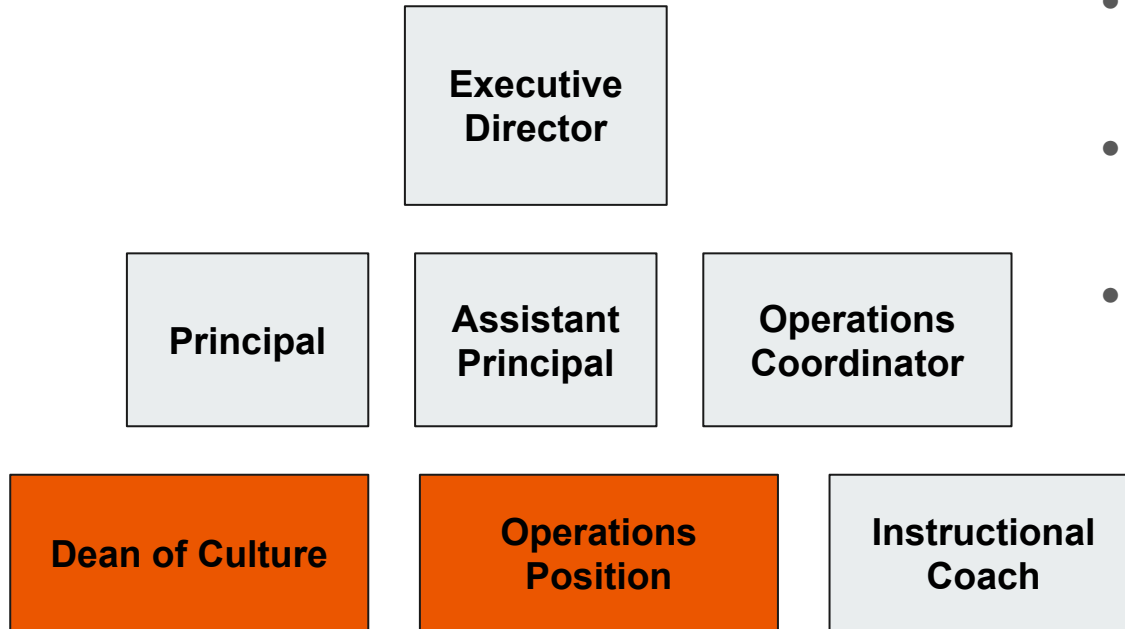 Executive
Director
Principal
Assistant
Principal
Operations
Coordinator
Dean of Culture
Operations
Position
Instructional
Coach